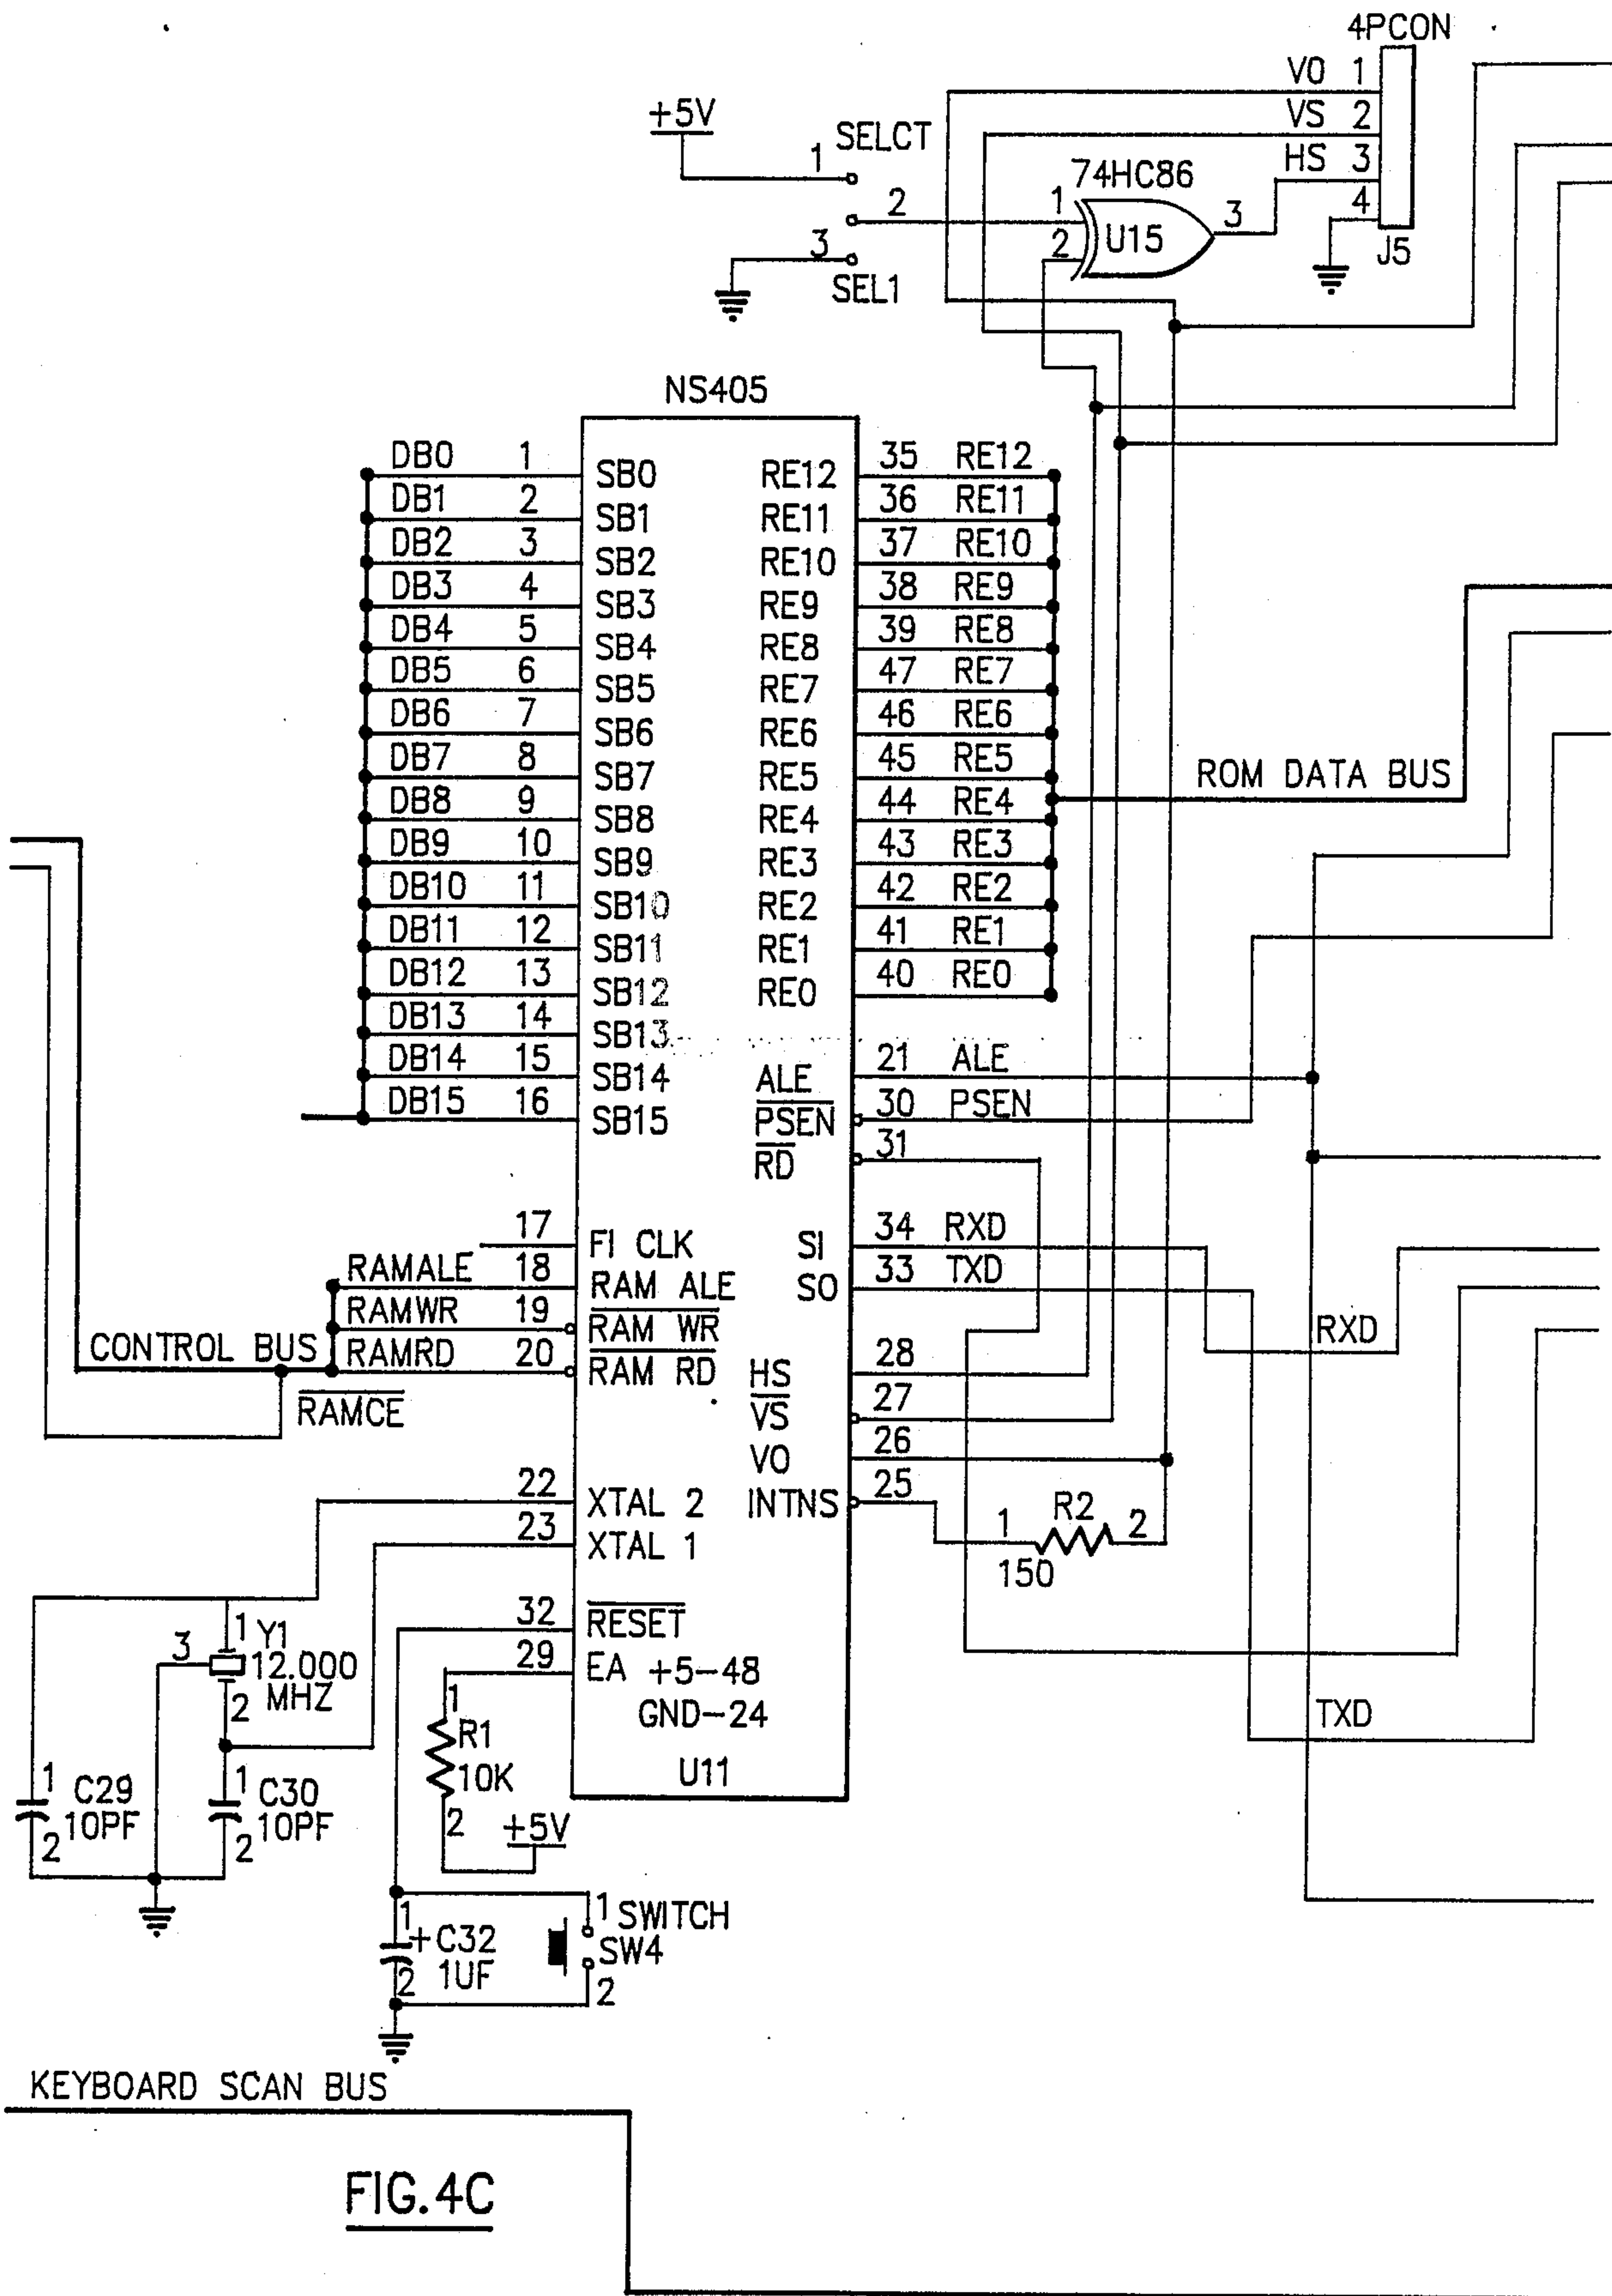 4PCON
VO 1
VS 2
HS 3
4
J5
+5V
1 SELCT
2
3
SEL1
74HC86
1
2
U15
3
NS405
DB0 1 SB0 RE12 35 RE12
DB1 2 SB1 RE11 36 RE11
DB2 3 SB2 RE10 37 RE10
DB3 4 SB3 RE9 38 RE9
DB4 5 SB4 RE8 39 RE8
DB5 6 SB5 RE7 47 RE7
DB6 7 SB6 RE6 46 RE6
DB7 8 SB7 RE5 45 RE5
DB8 9 SB8 RE4 44 RE4
DB9 10 SB9 RE3 43 RE3
DB10 11 SB10 RE2 42 RE2
DB11 12 SB11 RE1 41 RE1
DB12 13 SB12 RE0 40 RE0
DB13 14 SB13
DB14 15 SB14 ALE 21 ALE
DB15 16 SB15 PSEN 30 PSEN
RD 31
ROM DATA BUS
17 FI CLK SI 34 RXD
RAMALE 18 RAM ALE SO 33 TXD
RAMWR 19 RAM WR
CONTROL BUS RAMRD 20 RAM RD HS 28
RAMCE
VS 27
VO 26
22 XTAL 2 INTNS 25
23 XTAL 1
1 R2 2
150
RXD
TXD
32 RESET
29 EA +5-48
GND-24
U11
1 Y1
3 12.000
MHZ
2
1 R1
10K
2 +5V
1 C29
10PF
2
1 C30
10PF
2
1 +C32
1UF
2
1 SWITCH
SW4
2
KEYBOARD SCAN BUS
FIG.4C